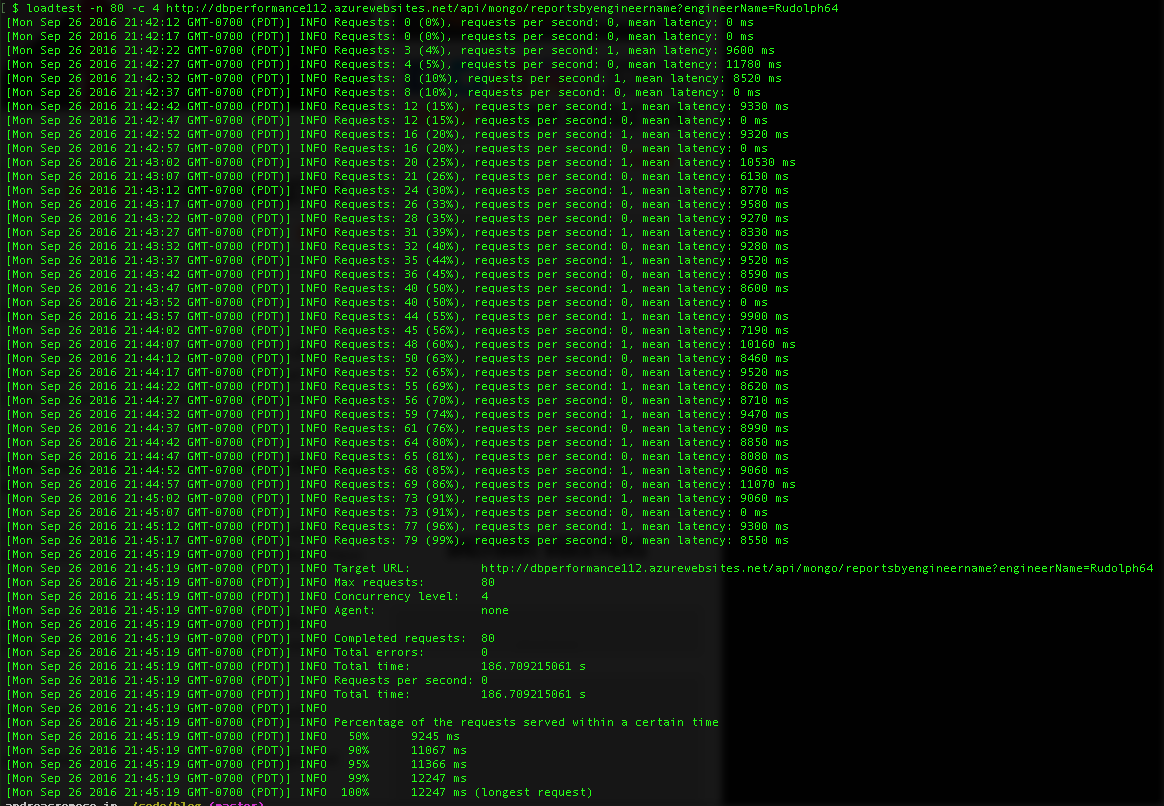 [ $ loadtest -n 80 -c 4 http://dbperformance112.azurewebsites.net/api/mongo/reportsbyengineername?engineerName=Rudolph64
[Mon Sep 26 2016 21:42:12 GMT-0700 (PDT)] INFO Requests: 0 (0%), requests per second: 0, mean latency: 0 ms
[Mon Sep 26 2016 21:42:17 GMT-0700 (PDT)] INFO Requests: 0 (0%), requests per second: 0, mean latency: 0 ms
[Mon Sep 26 2016 21:42:22 GMT-0700 (PDT)] INFO Requests: 3 (4%), requests per second: 1, mean latency: 9600 ms
[Mon Sep 26 2016 21:42:27 GMT-0700 (PDT)] INFO Requests: 4 (5%), requests per second: 0, mean latency: 11780 ms
[Mon Sep 26 2016 21:42:32 GMT-0700 (PDT)] INFO Requests: 8 (10%), requests per second: 1, mean latency: 8520 ms
[Mon Sep 26 2016 21:42:37 GMT-0700 (PDT)] INFO Requests: 8 (10%), requests per second: 0, mean latency: 0 ms
[Mon Sep 26 2016 21:42:42 GMT-0700 (PDT)] INFO Requests: 12 (15%), requests per second: 1, mean latency: 9330 ms
[Mon Sep 26 2016 21:42:47 GMT-0700 (PDT)] INFO Requests: 12 (15%), requests per second: 0, mean latency: 0 ms
[Mon Sep 26 2016 21:42:52 GMT-0700 (PDT)] INFO Requests: 16 (20%), requests per second: 1, mean latency: 9320 ms
[Mon Sep 26 2016 21:42:57 GMT-0700 (PDT)] INFO Requests: 16 (20%), requests per second: 0, mean latency: 0 ms
[Mon Sep 26 2016 21:43:02 GMT-0700 (PDT)] INFO Requests: 20 (25%), requests per second: 1, mean latency: 10530 ms
[Mon Sep 26 2016 21:43:07 GMT-0700 (PDT)] INFO Requests: 21 (26%), requests per second: 0, mean latency: 6130 ms
[Mon Sep 26 2016 21:43:12 GMT-0700 (PDT)] INFO Requests: 24 (30%), requests per second: 1, mean latency: 8770 ms
[Mon Sep 26 2016 21:43:17 GMT-0700 (PDT)] INFO Requests: 26 (33%), requests per second: 0, mean latency: 9580 ms
[Mon Sep 26 2016 21:43:22 GMT-0700 (PDT)] INFO Requests: 28 (35%), requests per second: 0, mean latency: 9270 ms
[Mon Sep 26 2016 21:43:27 GMT-0700 (PDT)] INFO Requests: 31 (39%), requests per second: 1, mean latency: 8330 ms
[Mon Sep 26 2016 21:43:32 GMT-0700 (PDT)] INFO Requests: 32 (40%), requests per second: 0, mean latency: 9280 ms
[Mon Sep 26 2016 21:43:37 GMT-0700 (PDT)] INFO Requests: 35 (44%), requests per second: 1, mean latency: 9520 ms
[Mon Sep 26 2016 21:43:42 GMT-0700 (PDT)] INFO Requests: 36 (45%), requests per second: 0, mean latency: 8590 ms
[Mon Sep 26 2016 21:43:47 GMT-0700 (PDT)] INFO Requests: 40 (50%), requests per second: 1, mean latency: 8600 ms
[Mon Sep 26 2016 21:43:52 GMT-0700 (PDT)] INFO Requests: 40 (50%), requests per second: 0, mean latency: 0 ms
[Mon Sep 26 2016 21:43:57 GMT-0700 (PDT)] INFO Requests: 44 (55%), requests per second: 1, mean latency: 9900 ms
[Mon Sep 26 2016 21:44:02 GMT-0700 (PDT)] INFO Requests: 45 (56%), requests per second: 0, mean latency: 7190 ms
[Mon Sep 26 2016 21:44:07 GMT-0700 (PDT)] INFO Requests: 48 (60%), requests per second: 1, mean latency: 10160 ms
[Mon Sep 26 2016 21:44:12 GMT-0700 (PDT)] INFO Requests: 50 (63%), requests per second: 0, mean latency: 8460 ms
[Mon Sep 26 2016 21:44:17 GMT-0700 (PDT)] INFO Requests: 52 (65%), requests per second: 0, mean latency: 9520 ms
[Mon Sep 26 2016 21:44:22 GMT-0700 (PDT)] INFO Requests: 55 (69%), requests per second: 1, mean latency: 8620 ms
[Mon Sep 26 2016 21:44:27 GMT-0700 (PDT)] INFO Requests: 56 (70%), requests per second: 0, mean latency: 8710 ms
[Mon Sep 26 2016 21:44:32 GMT-0700 (PDT)] INFO Requests: 59 (74%), requests per second: 1, mean latency: 9470 ms
[Mon Sep 26 2016 21:44:37 GMT-0700 (PDT)] INFO Requests: 61 (76%), requests per second: 0, mean latency: 8990 ms
[Mon Sep 26 2016 21:44:42 GMT-0700 (PDT)] INFO Requests: 64 (80%), requests per second: 1, mean latency: 8850 ms
[Mon Sep 26 2016 21:44:47 GMT-0700 (PDT)] INFO Requests: 65 (81%), requests per second: 0, mean latency: 8080 ms
[Mon Sep 26 2016 21:44:52 GMT-0700 (PDT)] INFO Requests: 68 (85%), requests per second: 1, mean latency: 9060 ms
[Mon Sep 26 2016 21:44:57 GMT-0700 (PDT)] INFO Requests: 69 (86%), requests per second: 0, mean latency: 11070 ms
[Mon Sep 26 2016 21:45:02 GMT-0700 (PDT)] INFO Requests: 73 (91%), requests per second: 1, mean latency: 9060 ms
[Mon Sep 26 2016 21:45:07 GMT-0700 (PDT)] INFO Requests: 73 (91%), requests per second: 0, mean latency: 0 ms
[Mon Sep 26 2016 21:45:12 GMT-0700 (PDT)] INFO Requests: 77 (96%), requests per second: 1, mean latency: 9300 ms
[Mon Sep 26 2016 21:45:17 GMT-0700 (PDT)] INFO Requests: 79 (99%), requests per second: 0, mean latency: 8550 ms
[Mon Sep 26 2016 21:45:19 GMT-0700 (PDT)] INFO
[Mon Sep 26 2016 21:45:19 GMT-0700 (PDT)] INFO Target URL: http://dbperformance112.azurewebsites.net/api/mongo/reportsbyengineername?engineerName=Rudolph64
[Mon Sep 26 2016 21:45:19 GMT-0700 (PDT)] INFO Max requests: 80
[Mon Sep 26 2016 21:45:19 GMT-0700 (PDT)] INFO Concurrency level: 4
[Mon Sep 26 2016 21:45:19 GMT-0700 (PDT)] INFO Agent: none
[Mon Sep 26 2016 21:45:19 GMT-0700 (PDT)] INFO
[Mon Sep 26 2016 21:45:19 GMT-0700 (PDT)] INFO Completed requests: 80
[Mon Sep 26 2016 21:45:19 GMT-0700 (PDT)] INFO Total errors: 0
[Mon Sep 26 2016 21:45:19 GMT-0700 (PDT)] INFO Total time: 186.709215061 s
[Mon Sep 26 2016 21:45:19 GMT-0700 (PDT)] INFO Requests per second: 0
[Mon Sep 26 2016 21:45:19 GMT-0700 (PDT)] INFO Total time: 186.709215061 s
[Mon Sep 26 2016 21:45:19 GMT-0700 (PDT)] INFO
[Mon Sep 26 2016 21:45:19 GMT-0700 (PDT)] INFO Percentage of the requests served within a certain time
[Mon Sep 26 2016 21:45:19 GMT-0700 (PDT)] INFO 50% 9245 ms
[Mon Sep 26 2016 21:45:19 GMT-0700 (PDT)] INFO 90% 11067 ms
[Mon Sep 26 2016 21:45:19 GMT-0700 (PDT)] INFO 95% 11366 ms
[Mon Sep 26 2016 21:45:19 GMT-0700 (PDT)] INFO 99% 12247 ms
[Mon Sep 26 2016 21:45:19 GMT-0700 (PDT)] INFO 100% 12247 ms (longest request)